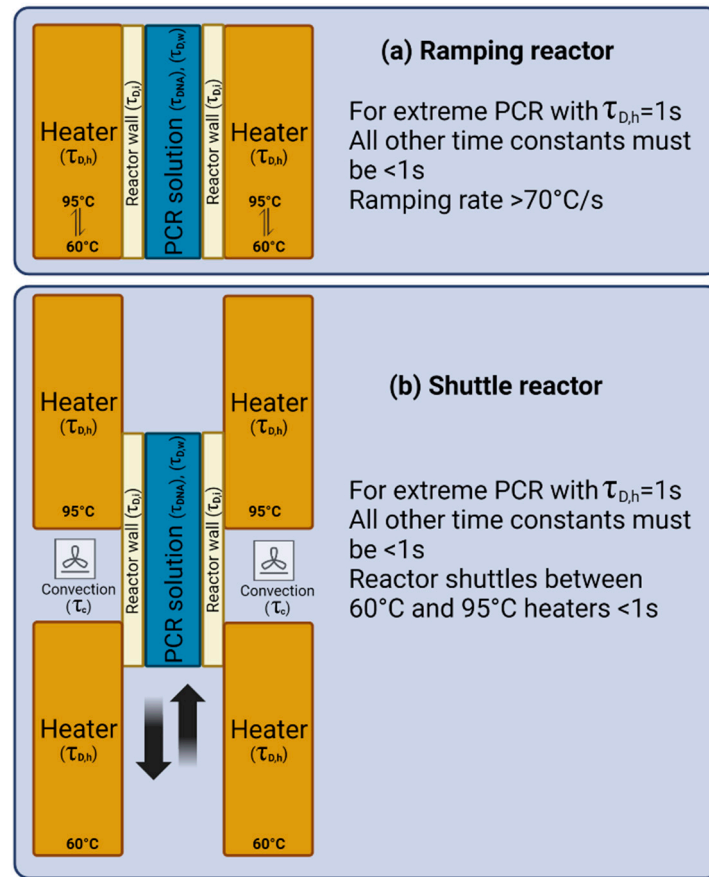 (a) Ramping reactor
Heater
(τD,h)
95°C
60°C
Reactor wall (τD,i)
PCR solution (τDNA), (τD,w)
Reactor wall (τD,i)
Heater
(τD,h)
95°C
60°C
For extreme PCR with τD,h=1s
All other time constants must
be <1s
Ramping rate >70°C/s
(b) Shuttle reactor
Heater
(τD,h)
95°C
Heater
(τD,h)
95°C
Reactor wall (τD,i)
PCR solution (τDNA), (τD,w)
Reactor wall (τD,i)
Convection
(τc)
Convection
(τc)
Heater
(τD,h)
60°C
Heater
(τD,h)
60°C
For extreme PCR with τD,h=1s
All other time constants must
be <1s
Reactor shuttles between
60°C and 95°C heaters <1s